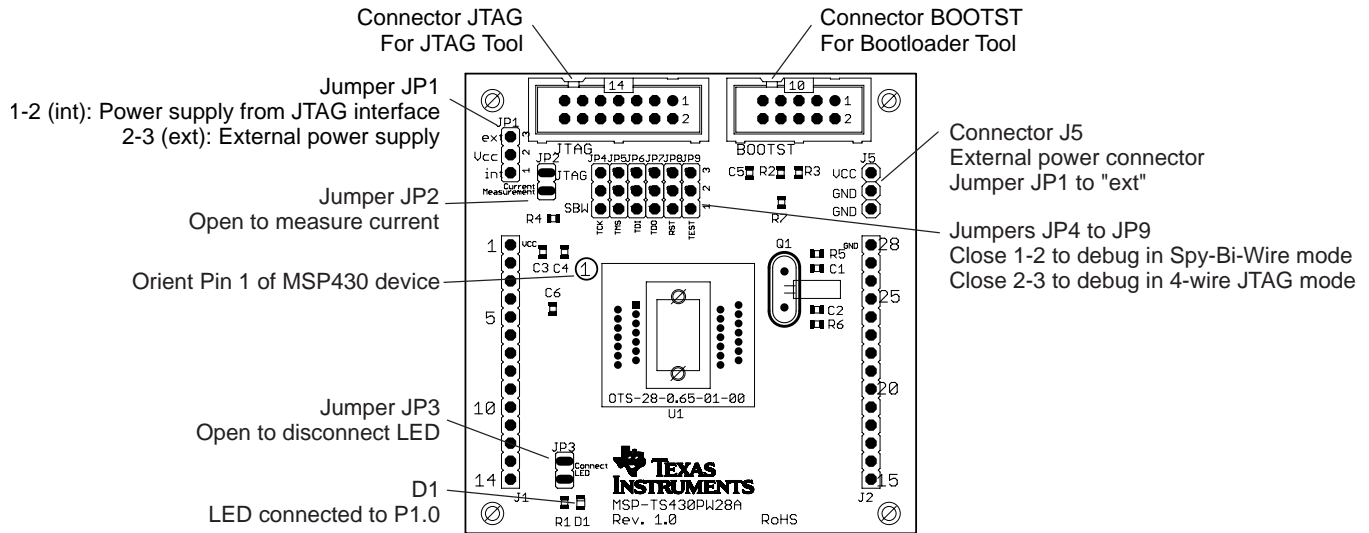 Connector JTAG
For JTAG Tool
Connector BOOTST
For Bootloader Tool
Jumper JP1
1-2 (int): Power supply from JTAG interface
2-3 (ext): External power supply
Jumper JP2
Open to measure current
Orient Pin 1 of MSP430 device
Jumper JP3
Open to disconnect LED
D1
LED connected to P1.0
Connector J5
External power connector
Jumper JP1 to "ext"
Jumpers JP4 to JP9
Close 1-2 to debug in Spy-Bi-Wire mode
Close 2-3 to debug in 4-wire JTAG mode
14
1
2
JTAG
10
1
2
BOOTST
JP1
ext
Vcc
int
3
2
1
JP2
Current
Measurement
JP4 JP5 JP6 JP7 JP8 JP9
JTAG
SBW
3
2
1
TCK
TMS
TDI
TDO
RST
TEST
C5
R2
R3
R7
J5
VCC
GND
GND
R4
1
VCC
C3 C4
1
C6
5
10
14
J1
Q1
R5
C1
C2
R6
GND
28
25
20
15
J2
OTS-28-0.65-01-00
U1
JP3
Connect
LED
R1 D1
TEXAS
INSTRUMENTS
MSP-TS430PW28A
Rev. 1.0
RoHS